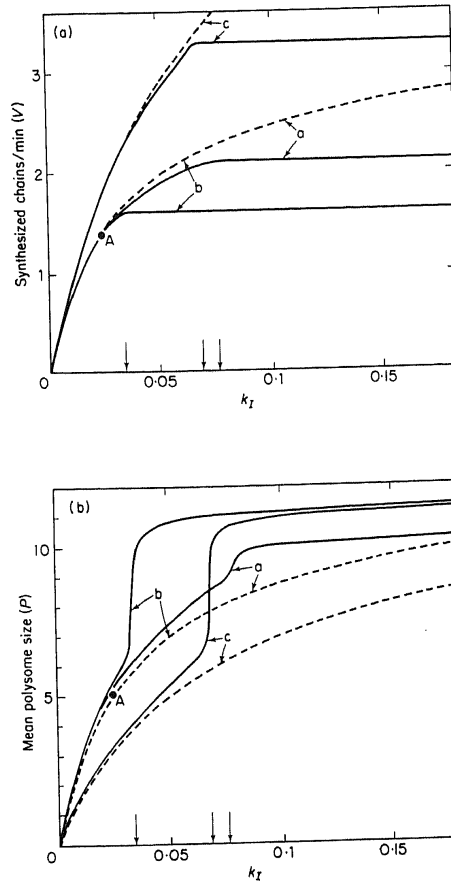 (a)
c
3
Synthesized chains/min (V)
a
2
b
A
1
0
0·05
0·1
0·15
k_I
(b)
10
a
b
Mean polysome size (P)
c
5
A
0
0·05
0·1
0·15
k_I